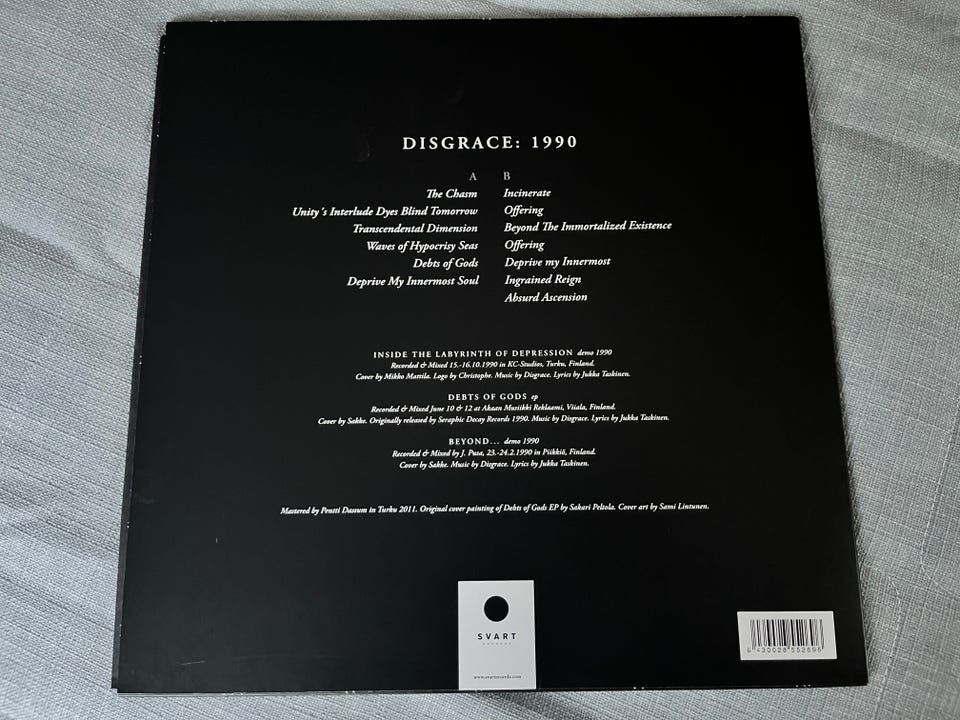 DISGRACE: 1990
A
The Chasm
Unity's Interlude Dyes Blind Tomorrow
Transcendental Dimension
Waves of Hypocrisy Seas
Debts of Gods
Deprive My Innermost Soul
B
Incinerate
Offering
Beyond The Immortalized Existence
Offering
Deprive my Innermost
Ingrained Reign
Absurd Ascension
INSIDE THE LABYRINTH OF DEPRESSION demo 1990
Recorded & Mixed 15.-16.10.1990 in KC-Studios, Turku, Finland.
Cover by Mikko Mattila. Logo by Christophe. Music by Disgrace. Lyrics by Jukka Taskinen.
DEBTS OF GODS ep
Recorded & Mixed June 10 & 12 at Akaan Musiikki Reklaami, Viiala, Finland.
Cover by Sakke. Originally released by Seraphic Decay Records 1990. Music by Disgrace. Lyrics by Jukka Taskinen.
BEYOND... demo 1990
Recorded & Mixed by J. Pusa, 23.-24.2.1990 in Piikkiö, Finland.
Cover by Sakke. Music by Disgrace. Lyrics by Jukka Taskinen.
Mastered by Pentti Dassum in Turku 2011. Original cover painting of Debts of Gods EP by Sakari Peltola. Cover art by Sami Lintunen.
SVART
RECORDS
www.svartrecords.com
6 430028 552696